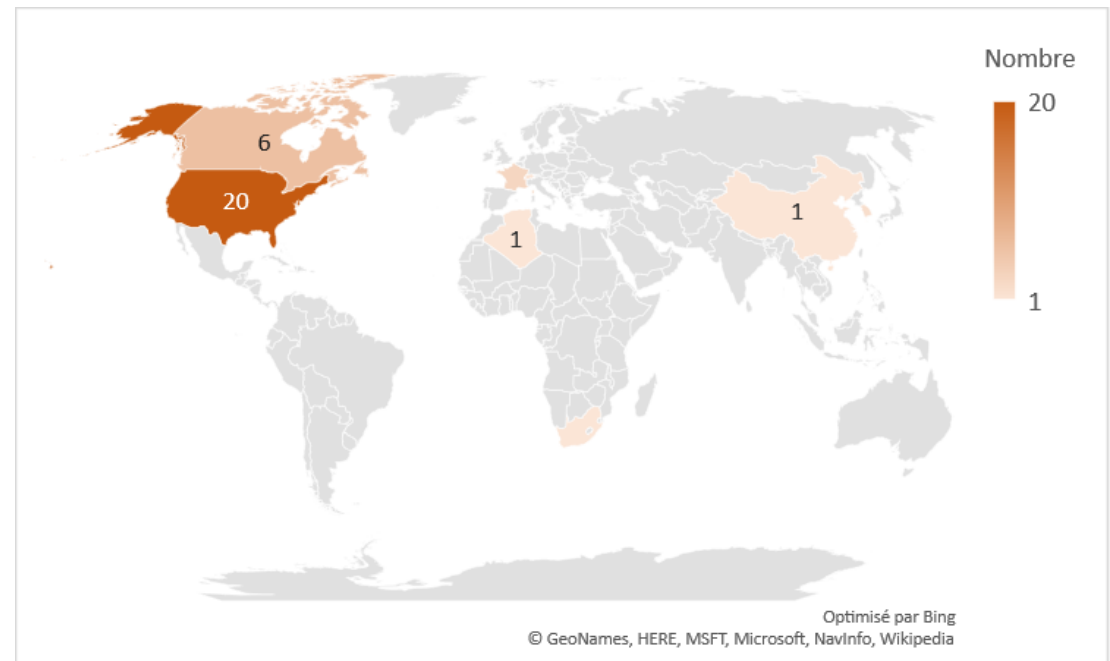 Nombre
20
6
20
1
1
1
Optimisé par Bing
© GeoNames, HERE, MSFT, Microsoft, NavInfo, Wikipedia